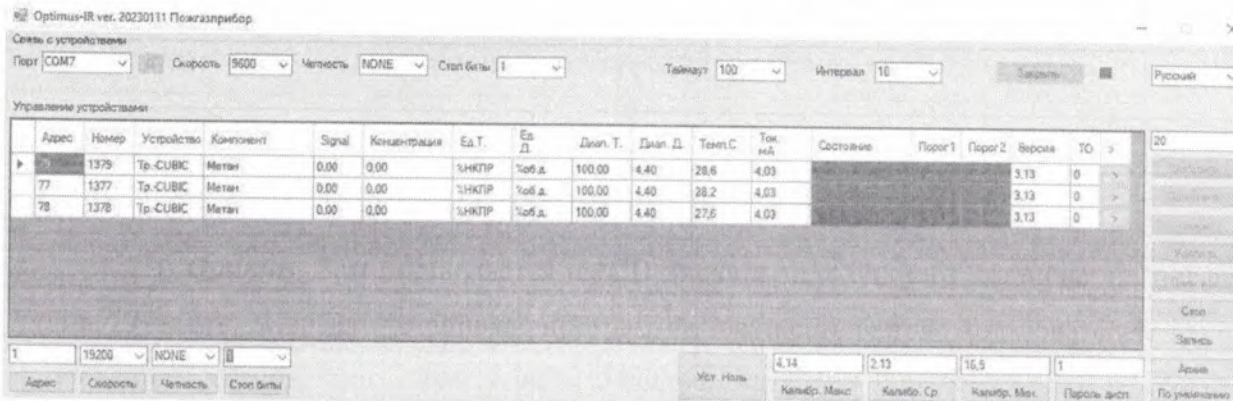 Optimus-IR ver. 20230111 Пожгазприбор
Связь с устройствами
Порт COM7 Скорость 9600 Четность NONE Стоп биты 1 Таймаут 100 Интервал 10 Закрыть Русский
Управление устройствами
Адрес Номер Устройство Компонент Signal Концентрация Ед.Т. Ед. Д. Диап. Т. Диап. Д. Темп.С Ток. мА Состояние Порог1 Порог2 Версия ТО >
1379 Тр.-CUBIC Метан 0,00 0,00 %НКПР %об.д. 100,00 4,40 28,6 4,03 3,13 0 >
77 1377 Тр.-CUBIC Метан 0,00 0,00 %НКПР %об.д. 100,00 4,40 28,2 4,03 3,13 0 >
78 1378 Тр.-CUBIC Метан 0,00 0,00 %НКПР %об.д. 100,00 4,40 27,6 4,03 3,13 0 >
20
Стоп
Запись
Архив
По умолчанию
1 19200 NONE
Адрес Скорость Четность Стоп биты
Уст. Ноль
4,14 2,13 16,5 1
Калибр. Макс Калибр. Ср. Калибр. Мин. Пароль дисп.